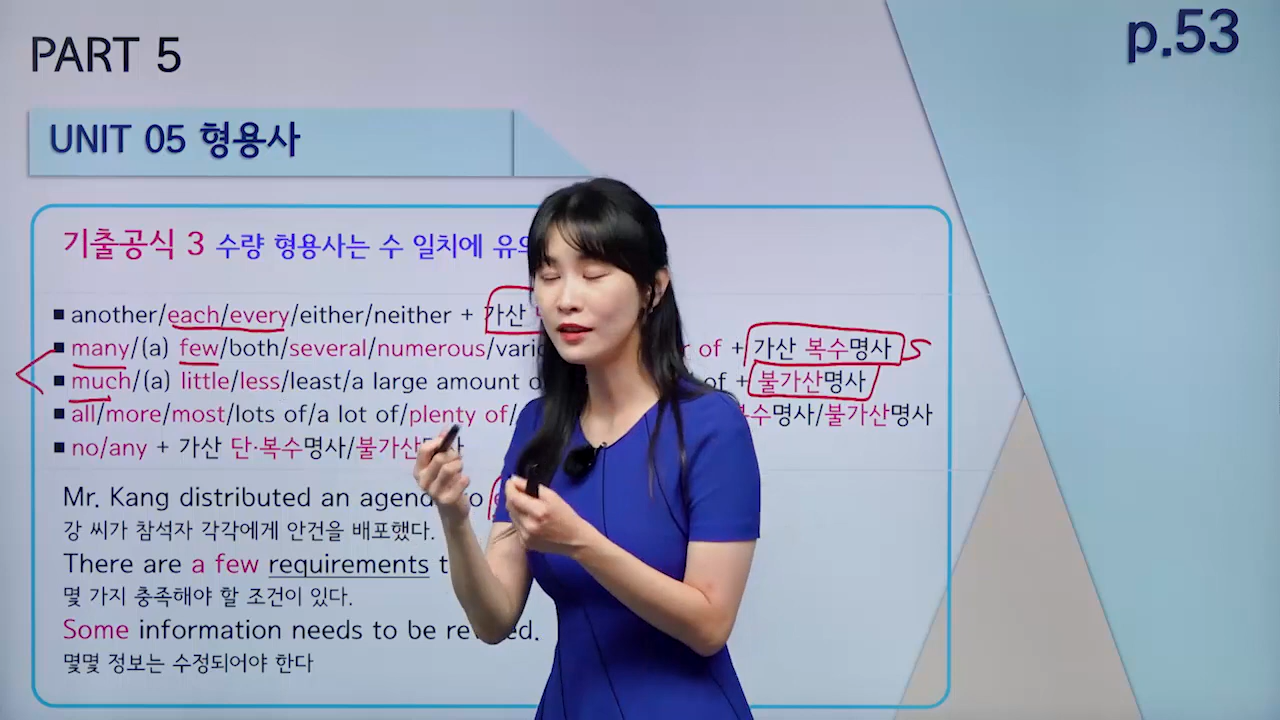 PART 5
p.53
UNIT 05 형용사
기출공식 3 수량 형용사는 수 일치에
■ another/each/every/either/neither + 가산
■ many/(a) few/both/several/numerous/ of + 가산 복수명사 S
■ much/(a) little/less/least/a large amount of + 불가산명사
■ all/more/most/lots of/a lot of/plenty of/ 명사/불가산명사
■ no/any + 가산 단·복수명사/불가산
Mr. Kang distributed an
강 씨가 참석자 각각에게 안건을 배포했다.
There are a few requirements
몇 가지 충족해야 할 조건이 있다.
Some information needs to be
몇몇 정보는 수정되어야 한다